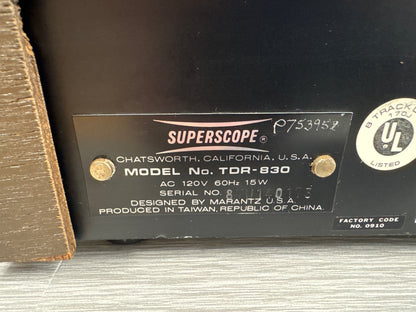 SUPERSCOPE®
CHATSWORTH, CALIFORNIA, U.S.A.
MODEL No. TDR-830
AC 120V 60Hz 15W
SERIAL NO.
DESIGNED BY MARANTZ U.S.A.
PRODUCED IN TAIWAN, REPUBLIC OF CHINA.
8 TRACK
170J
UL
®
LISTED
FACTORY CODE
NO. 0910